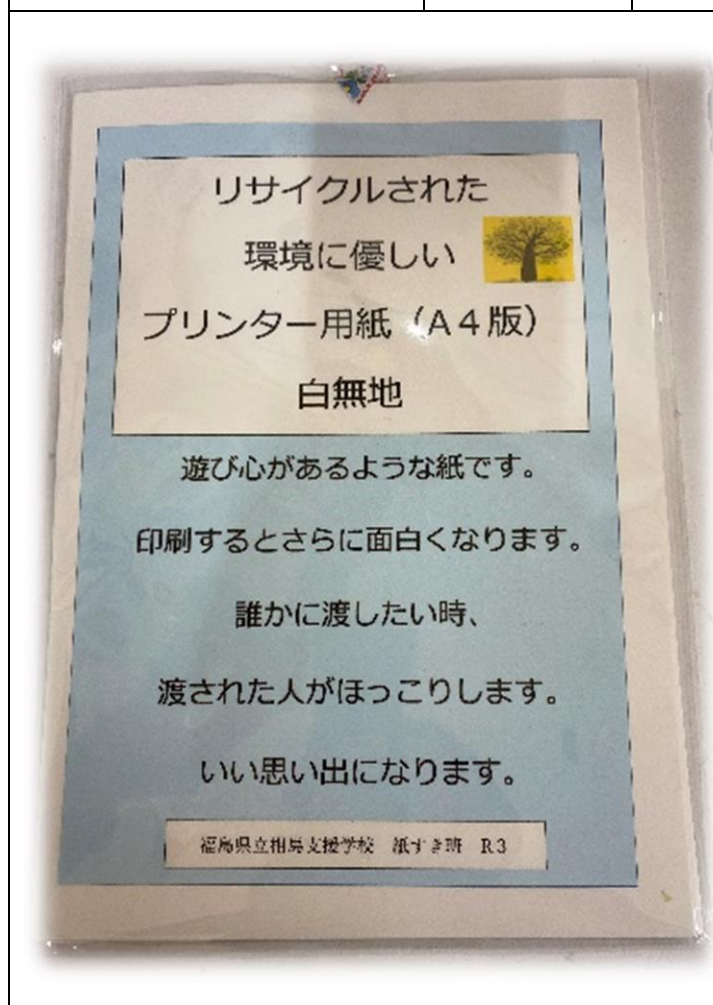 リサイクルされた
環境に優しい
プリンター用紙（A４版）
白無地
遊び心があるような紙です。
印刷するとさらに面白くなります。
誰かに渡したい時、
渡された人がほっこりします。
いい思い出になります。
福島県立相馬支援学校　紙すき班　R3